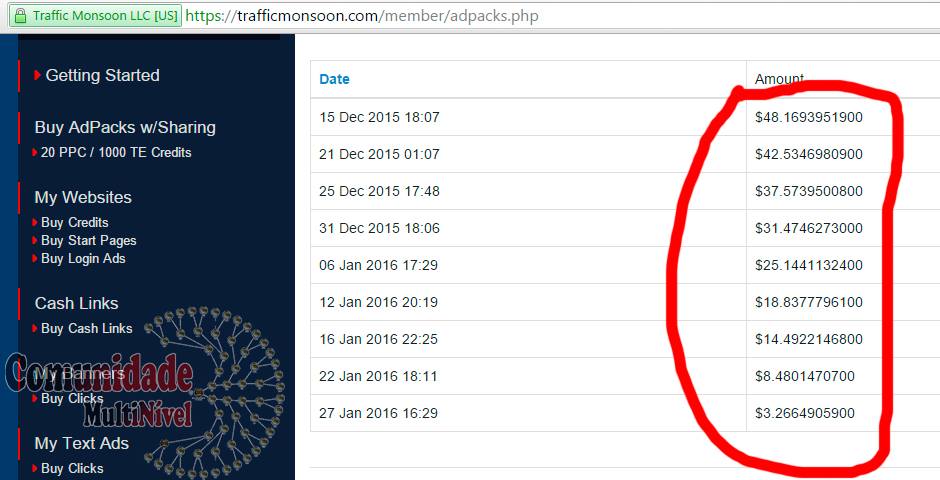 Traffic Monsoon LLC [US] https://trafficmonsoon.com/member/adpacks.php
Getting Started
Buy AdPacks w/Sharing
20 PPC / 1000 TE Credits
My Websites
Buy Credits
Buy Start Pages
Buy Login Ads
Cash Links
Buy Cash Links
My Banners
Buy Clicks
My Text Ads
Buy Clicks
Comunidade
MultiNível
Date Amount
15 Dec 2015 18:07 $48.1693951900
21 Dec 2015 01:07 $42.5346980900
25 Dec 2015 17:48 $37.5739500800
31 Dec 2015 18:06 $31.4746273000
06 Jan 2016 17:29 $25.1441132400
12 Jan 2016 20:19 $18.8377796100
16 Jan 2016 22:25 $14.4922146800
22 Jan 2016 18:11 $8.4801470700
27 Jan 2016 16:29 $3.2664905900